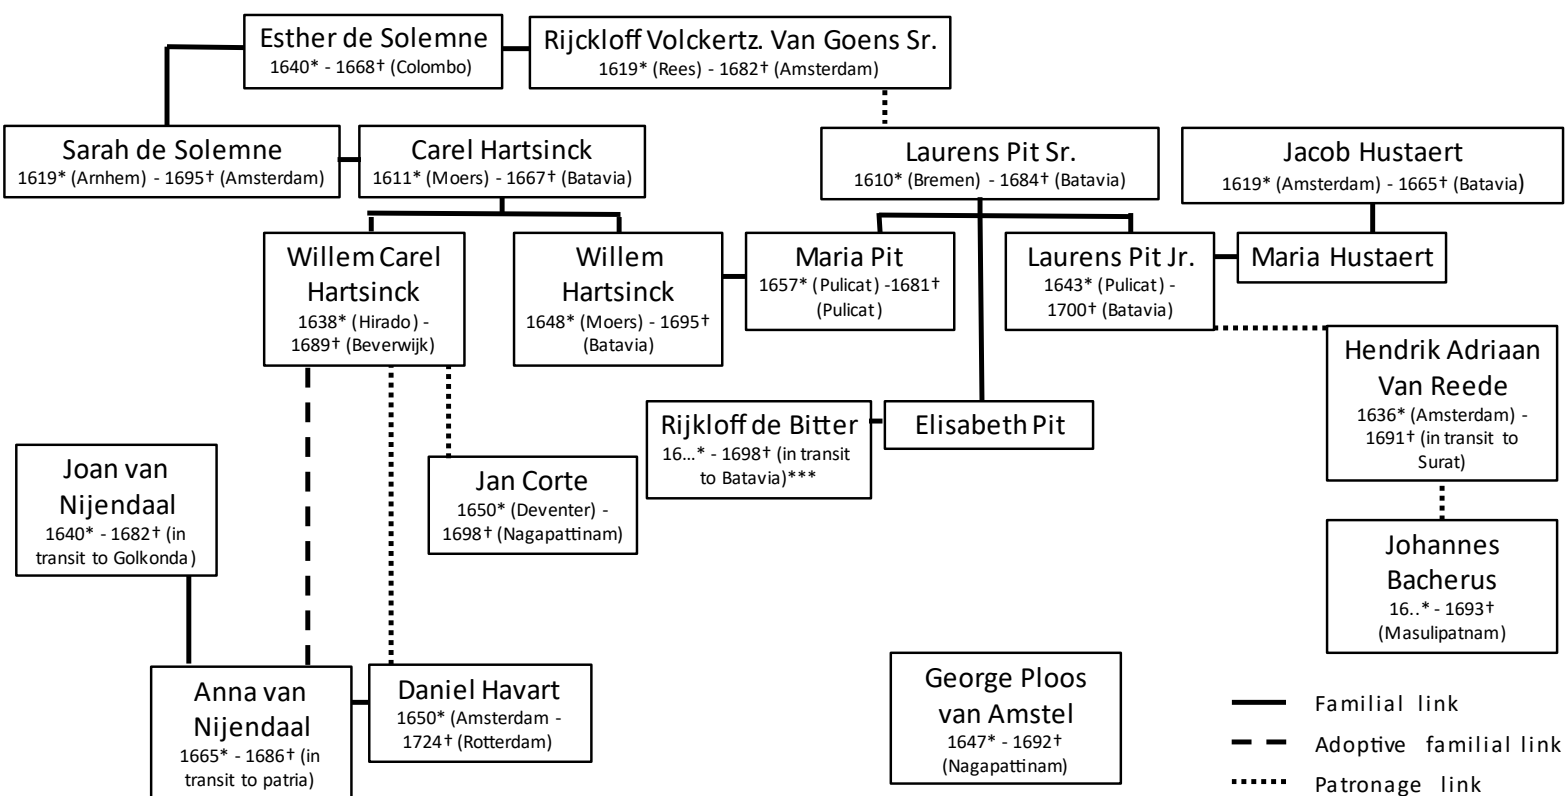 Esther de Solemne
1640* - 1668† (Colombo)
Rijckloff Volckertz. Van Goens Sr.
1619* (Rees) - 1682† (Amsterdam)
Sarah de Solemne
1619* (Arnhem) - 1695† (Amsterdam)
Carel Hartsinck
1611* (Moers) - 1667† (Batavia)
Laurens Pit Sr.
1610* (Bremen) - 1684† (Batavia)
Jacob Hustaert
1619* (Amsterdam) - 1665† (Batavia)
Willem Carel
Hartsinck
1638* (Hirado) -
1689† (Beverwijk)
Willem
Hartsinck
1648* (Moers) - 1695†
(Batavia)
Maria Pit
1657* (Pulicat) -1681†
(Pulicat)
Laurens Pit Jr.
1643* (Pulicat) -
1700† (Batavia)
Maria Hustaert
Hendrik Adriaan
Van Reede
1636* (Amsterdam) -
1691† (in transit to
Surat)
Rijkloff de Bitter
16...* - 1698† (in transit
to Batavia)***
Elisabeth Pit
Joan van
Nijendaal
1640* - 1682† (in
transit to Golkonda)
Jan Corte
1650* (Deventer) -
1698† (Nagapattinam)
Johannes
Bacherus
16..* - 1693†
(Masulipatnam)
Anna van
Nijendaal
1665* - 1686† (in
transit to patria)
Daniel Havart
1650* (Amsterdam -
1724† (Rotterdam)
George Ploos
van Amstel
1647* - 1692†
(Nagapattinam)
Familial link
Adoptive familial link
Patronage link